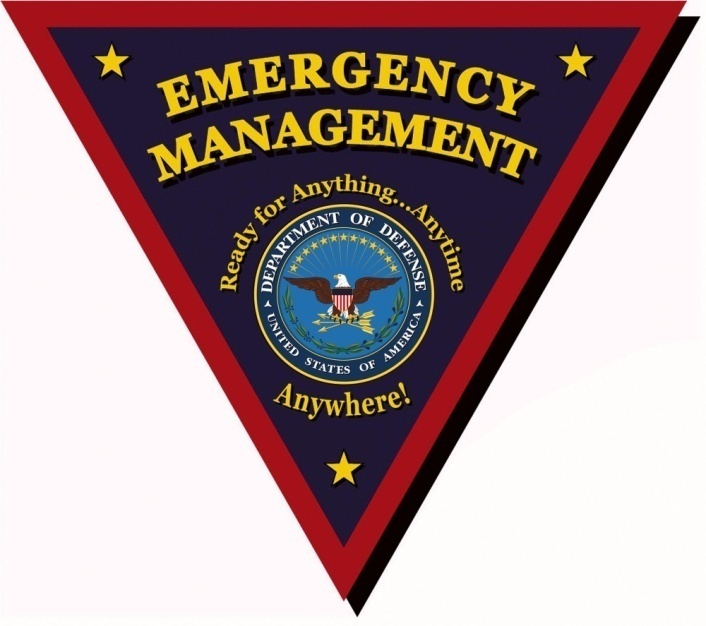 EMERGENCY
MANAGEMENT
Ready for Anything...Anytime
DEPARTMENT OF DEFENSE
UNITED STATES OF AMERICA
Anywhere!